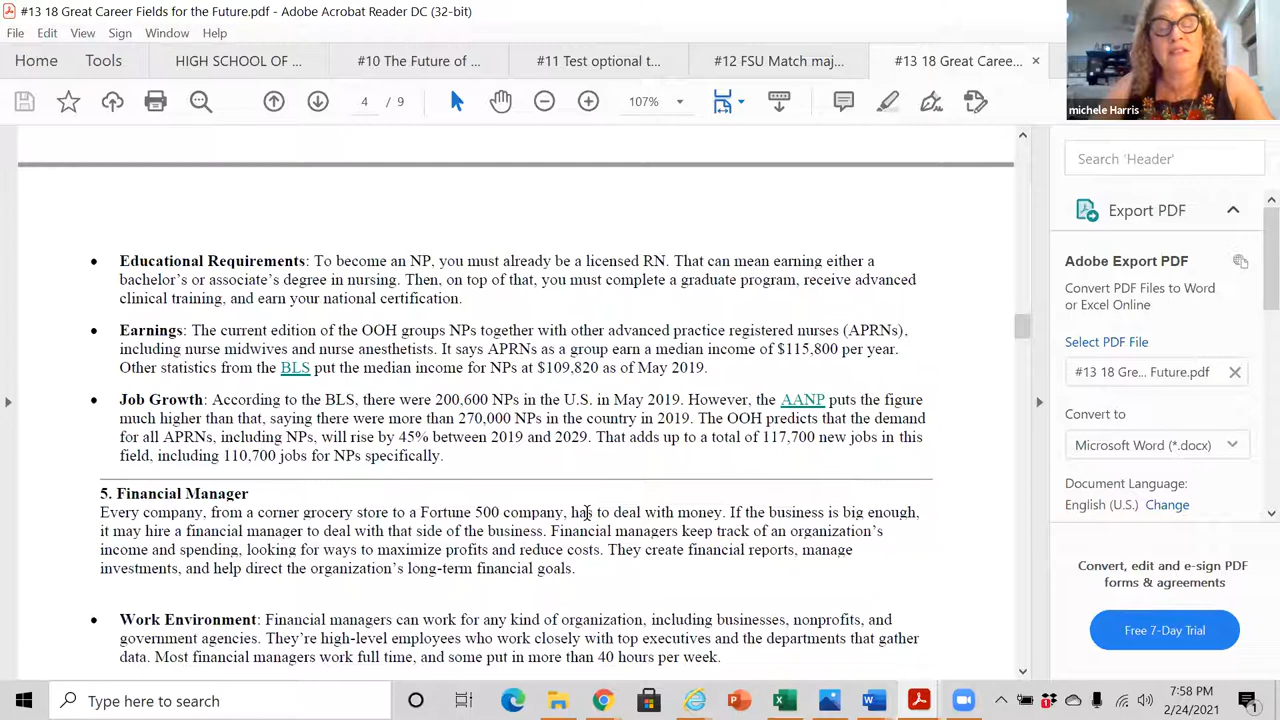 #13 18 Great Career Fields for the Future.pdf - Adobe Acrobat Reader DC (32-bit)
File Edit View Sign Window Help
Home Tools HIGH SCHOOL OF ... #10 The Future of ... #11 Test optional t... #12 FSU Match maj... #13 18 Great Caree... ×
4 / 9 107%
michele Harris
Search 'Header'
Export PDF
Adobe Export PDF
Convert PDF Files to Word
or Excel Online
Select PDF File
#13 18 Gre... Future.pdf
Convert to
Microsoft Word (*.docx)
Document Language:
English (U.S.) Change
Convert, edit and e-sign PDF
forms & agreements
Free 7-Day Trial
• Educational Requirements: To become an NP, you must already be a licensed RN. That can mean earning either a
bachelor's or associate's degree in nursing. Then, on top of that, you must complete a graduate program, receive advanced
clinical training, and earn your national certification.
• Earnings: The current edition of the OOH groups NPs together with other advanced practice registered nurses (APRNs),
including nurse midwives and nurse anesthetists. It says APRNs as a group earn a median income of $115,800 per year.
Other statistics from the BLS put the median income for NPs at $109,820 as of May 2019.
• Job Growth: According to the BLS, there were 200,600 NPs in the U.S. in May 2019. However, the AANP puts the figure
much higher than that, saying there were more than 270,000 NPs in the country in 2019. The OOH predicts that the demand
for all APRNs, including NPs, will rise by 45% between 2019 and 2029. That adds up to a total of 117,700 new jobs in this
field, including 110,700 jobs for NPs specifically.
5. Financial Manager
Every company, from a corner grocery store to a Fortune 500 company, has to deal with money. If the business is big enough,
it may hire a financial manager to deal with that side of the business. Financial managers keep track of an organization's
income and spending, looking for ways to maximize profits and reduce costs. They create financial reports, manage
investments, and help direct the organization's long-term financial goals.
• Work Environment: Financial managers can work for any kind of organization, including businesses, nonprofits, and
government agencies. They're high-level employees who work closely with top executives and the departments that gather
data. Most financial managers work full time, and some put in more than 40 hours per week.
Type here to search
7:58 PM
2/24/2021